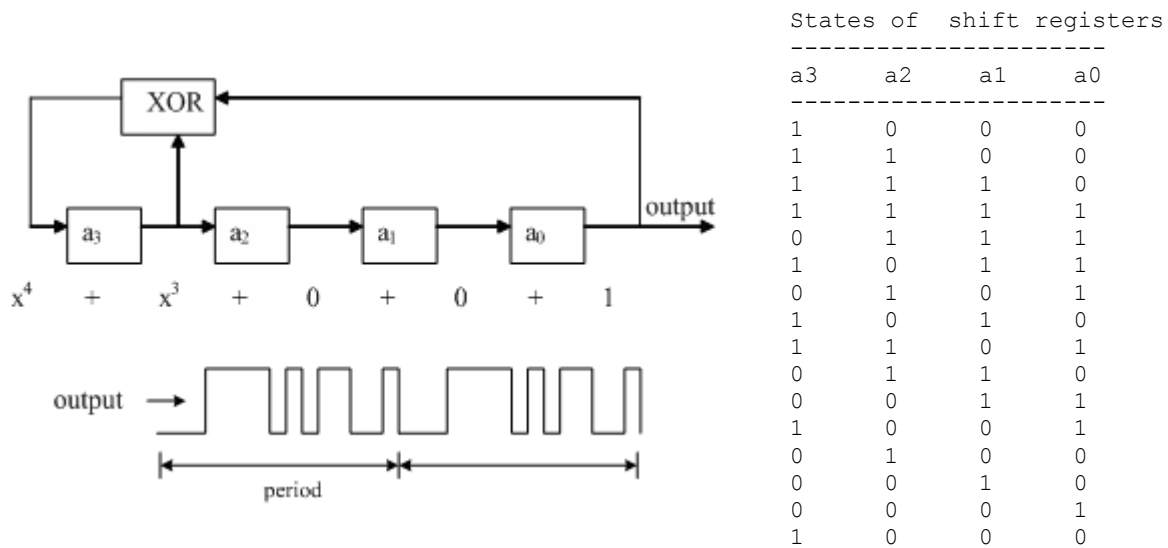 XOR
output
a3 a2 a1 a0
x4 + x3 + 0 + 0 + 1
output
period
States of shift registers
----------------------
a3 a2 a1 a0
----------------------
1 0 0 0
1 1 0 0
1 1 1 0
1 1 1 1
0 1 1 1
1 0 1 1
0 1 0 1
1 0 1 0
1 1 0 1
0 1 1 0
0 0 1 1
1 0 0 1
0 1 0 0
0 0 1 0
0 0 0 1
1 0 0 0